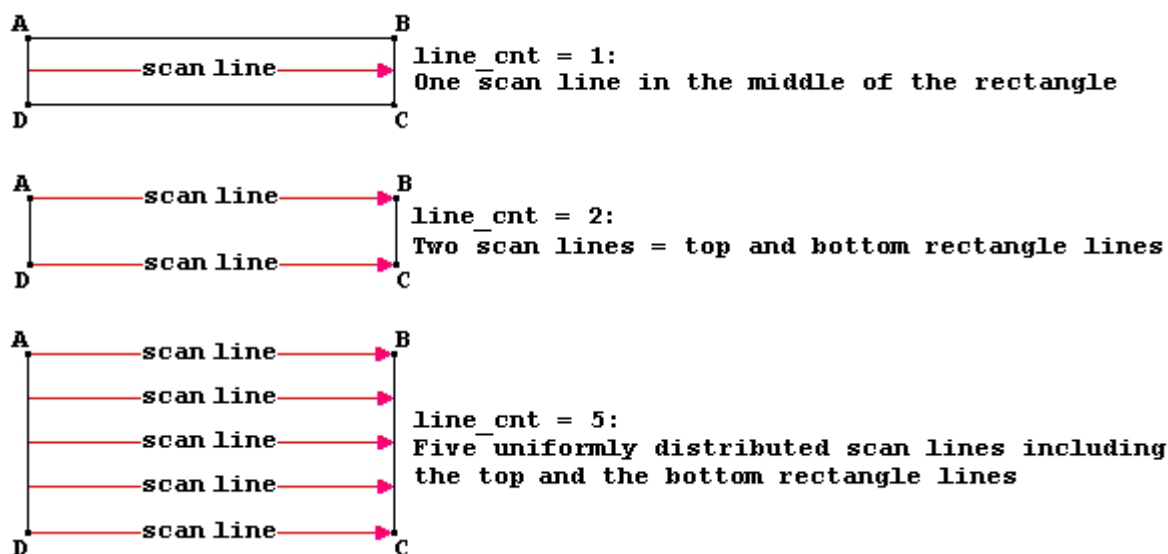 A B
scan line
line_cnt = 1:
One scan line in the middle of the rectangle
D C
A B
scan line
line_cnt = 2:
Two scan lines = top and bottom rectangle lines
scan line
D C
A B
scan line
scan line
line_cnt = 5:
scan line
Five uniformly distributed scan lines including
the top and the bottom rectangle lines
scan line
scan line
D C